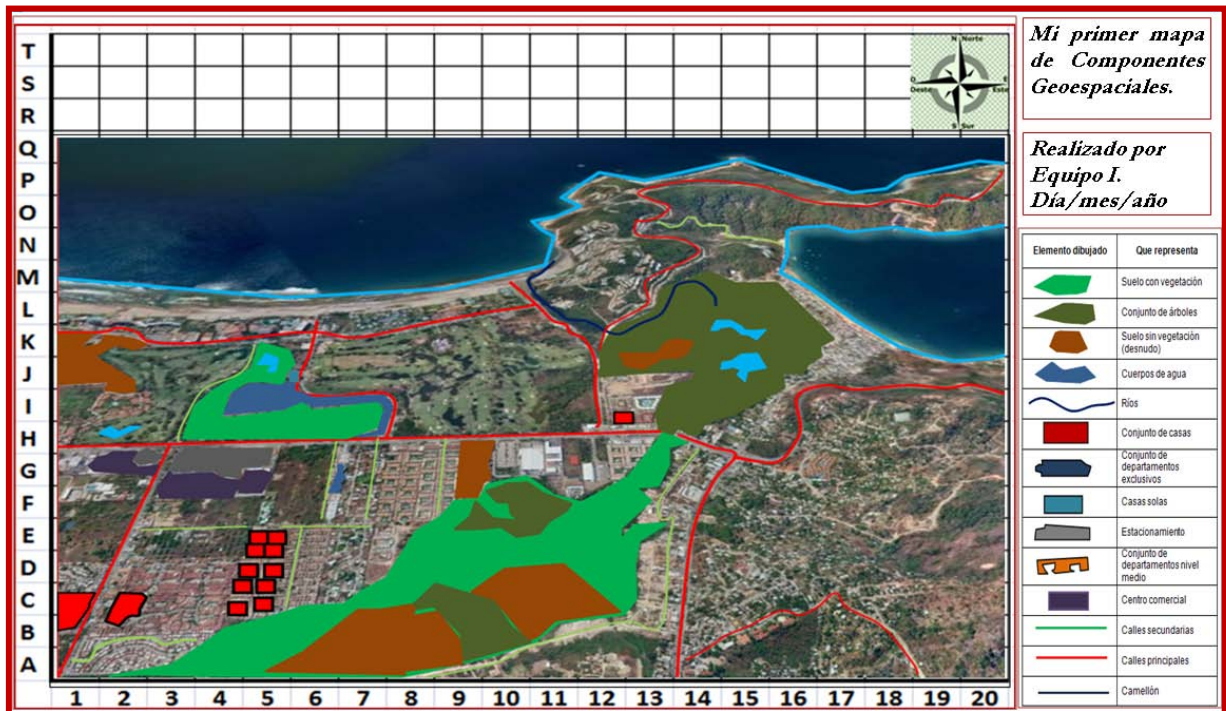 T
S
R
Q
P
O
N
M
L
K
J
I
H
G
F
E
D
C
B
A
1 2 3 4 5 6 7 8 9 10 11 12 13 14 15 16 17 18 19 20
N Norte
O
Oeste
E
Este
S Sur
Mi primer mapa
de Componentes
Geoespaciales.
Realizado por
Equipo I.
Día/mes/año
Elemento dibujado Que representa
Suelo con vegetación
Conjunto de árboles
Suelo sin vegetación
(desnudo)
Cuerpos de agua
Ríos
Conjunto de casas
Conjunto de
departamentos
exclusivos
Casas solas
Estacionamiento
Conjunto de
departamentos nivel
medio
Centro comercial
Calles secundarias
Calles principales
Camellón